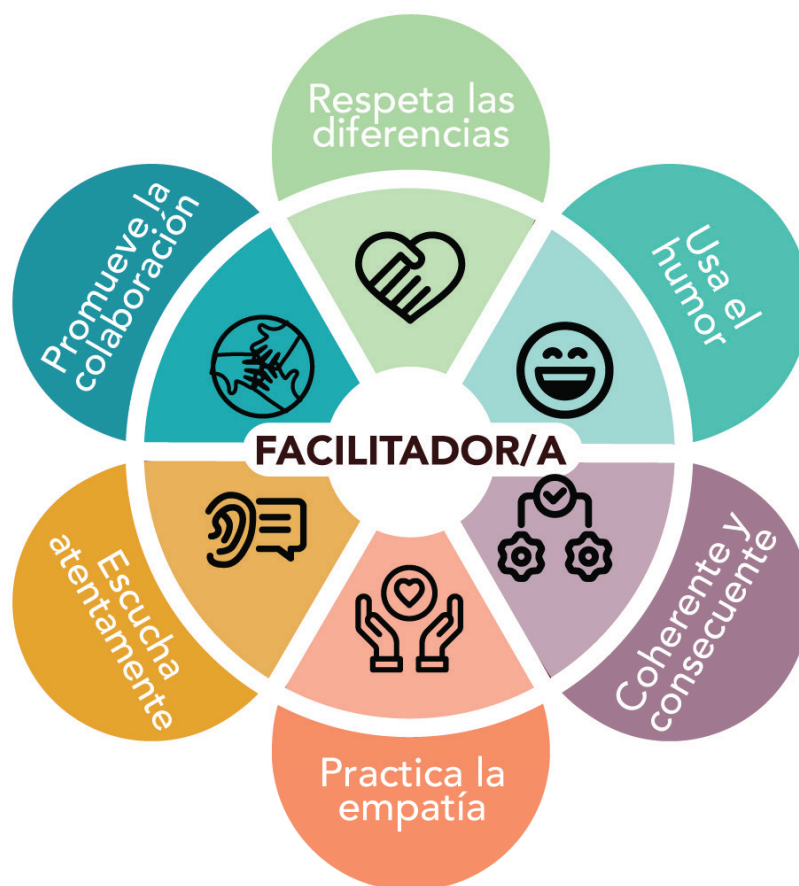 Respeta las
diferencias
Usa el
humor
Coherente y
consecuente
Practica la
empatía
Escucha
atentamente
Promueve la
colaboración
FACILITADOR/A